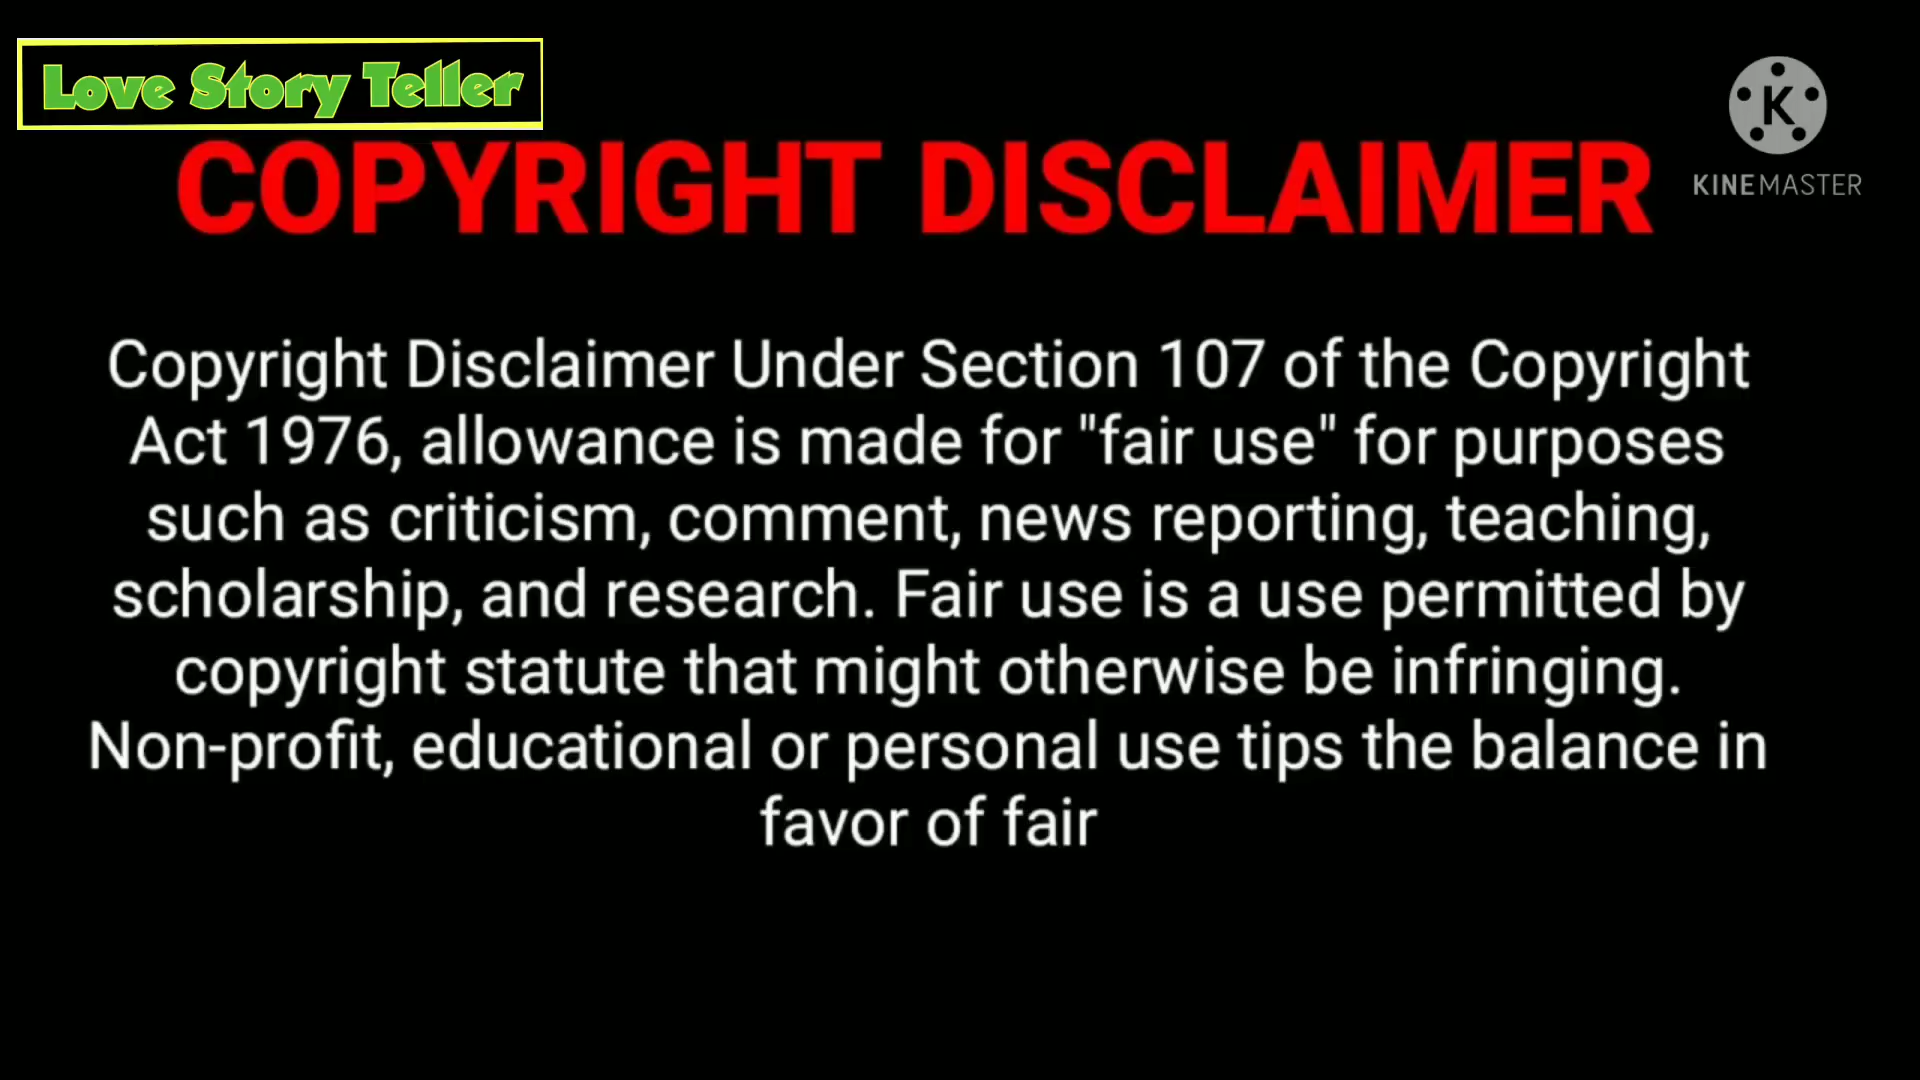 Love Story Teller
K
KINEMASTER
COPYRIGHT DISCLAIMER
Copyright Disclaimer Under Section 107 of the Copyright
Act 1976, allowance is made for "fair use" for purposes
such as criticism, comment, news reporting, teaching,
scholarship, and research. Fair use is a use permitted by
copyright statute that might otherwise be infringing.
Non-profit, educational or personal use tips the balance in
favor of fair